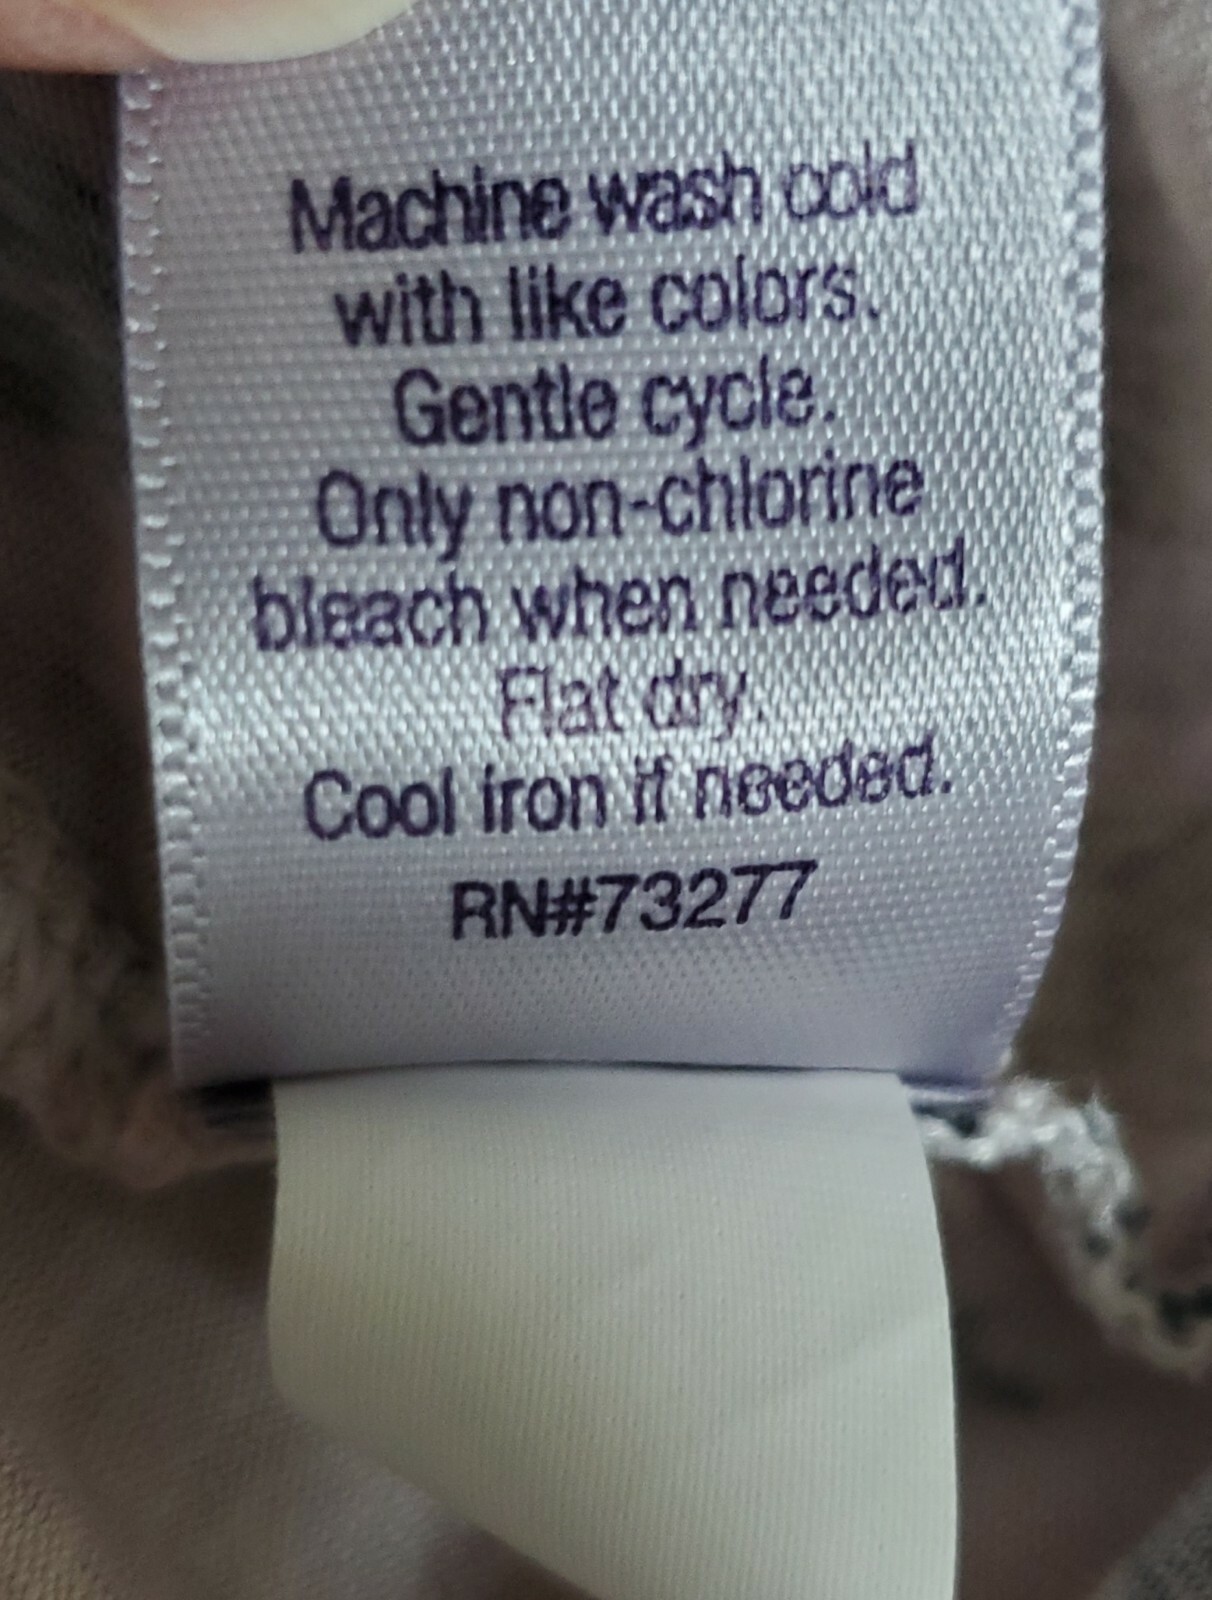 Machine wash cold
with like colors.
Gentle cycle.
Only non-chlorine
bleach when needed.
Flat dry.
Cool iron if needed.
RN#73277